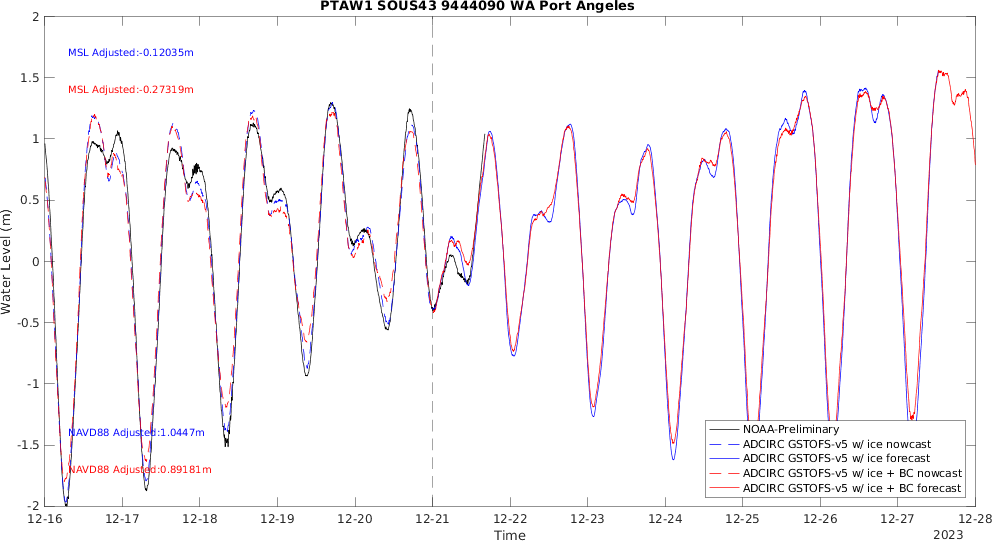 PTAW1 SOUS43 9444090 WA Port Angeles
2
1.5
1
0.5
0
-0.5
-1
-1.5
-2
Water Level (m)
MSL Adjusted:-0.12035m
MSL Adjusted:-0.27319m
NAVD88 Adjusted:1.0447m
NAVD88 Adjusted:0.89181m
NOAA-Preliminary
ADCIRC GSTOFS-v5 w/ ice nowcast
ADCIRC GSTOFS-v5 w/ ice forecast
ADCIRC GSTOFS-v5 w/ ice + BC nowcast
ADCIRC GSTOFS-v5 w/ ice + BC forecast
12-16 12-17 12-18 12-19 12-20 12-21 12-22 12-23 12-24 12-25 12-26 12-27 12-28
Time
2023